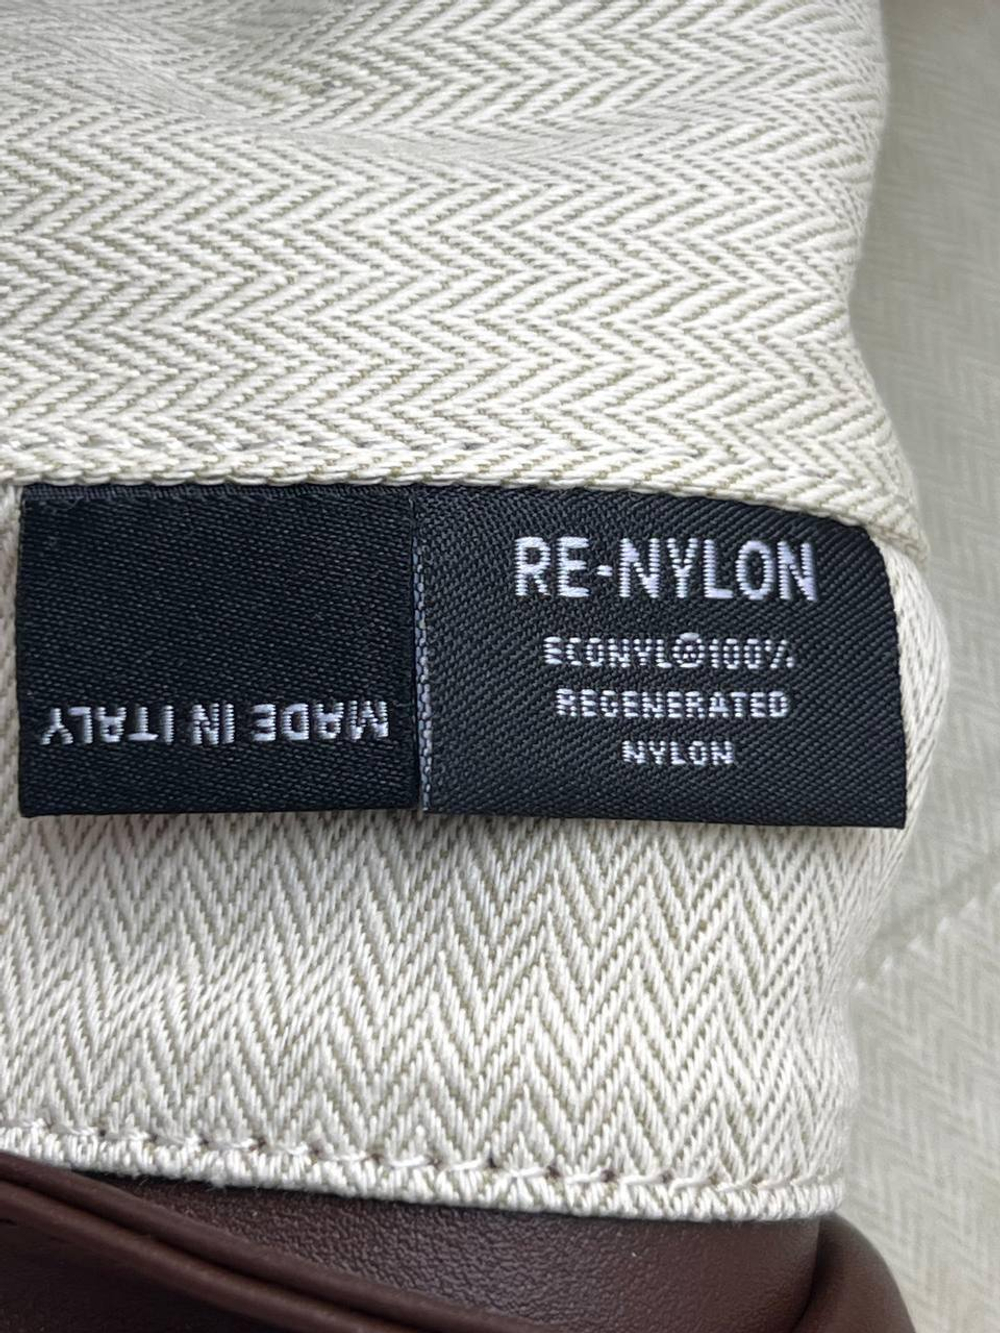 RE-NYLON
ECONYL®100%
REGENERATED
NYLON
MADE IN ITALY